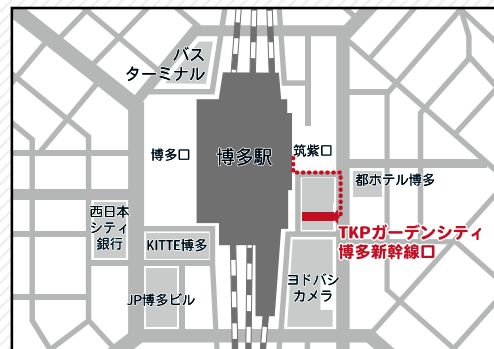 バス
ターミナル
博多口
博多駅
筑紫口
都ホテル博多
西日本
シティ
銀行
KITTE博多
TKPガーデンシティ
博多新幹線口
JP博多ビル
ヨドバシ
カメラ